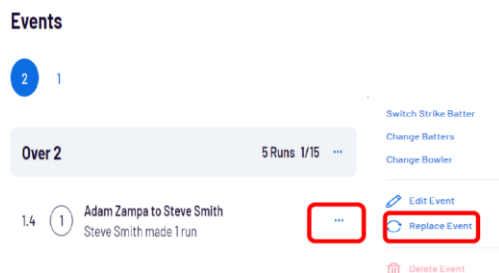 Events
2 1
Switch Strike Batter
Change Batters
Over 2 5 Runs 1/15 ...
Change Bowler
Edit Event
1.4 1 Adam Zampa to Steve Smith ...
Steve Smith made 1 run
Replace Event
Delete Event